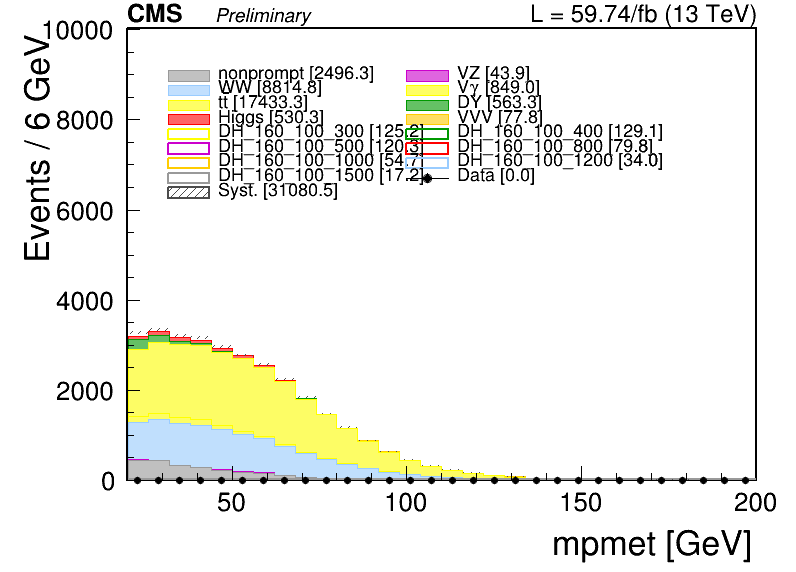 CMS Preliminary L = 59.74/fb (13 TeV)
10000
8000
6000
4000
2000
0
Events / 6 GeV
nonprompt [2496.3] VZ [43.9]
WW [8814.8] Vγ [849.0]
tt [17433.3] DY [563.3]
Higgs [530.3] VVV [77.8]
DH_160_100_300 [125.2] DH_160_100_400 [129.1]
DH_160_100_500 [120.3] DH_160_100_800 [79.8]
DH_160_100_1000 [54.7] DH_160_100_1200 [34.0]
DH_160_100_1500 [17.2] Data [0.0]
Syst. [31080.5]
50 100 150 200
mpmet [GeV]